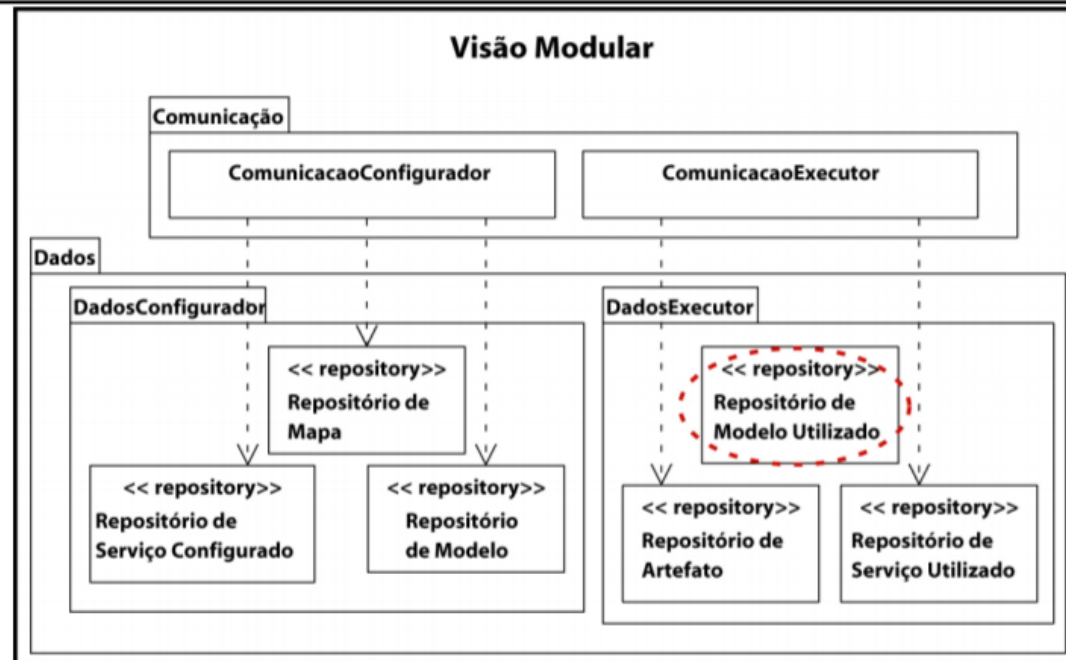 Visão Modular
Comunicação
ComunicacaoConfigurador
ComunicacaoExecutor
Dados
DadosConfigurador
DadosExecutor
<< repository>>
Repositório de
Mapa
<< repository>>
Repositório de
Serviço Configurado
<< repository>>
Repositório
de Modelo
<< repository>>
Repositório de
Modelo Utilizado
<< repository>>
Repositório de
Artefato
<< repository>>
Repositório de
Serviço Utilizado